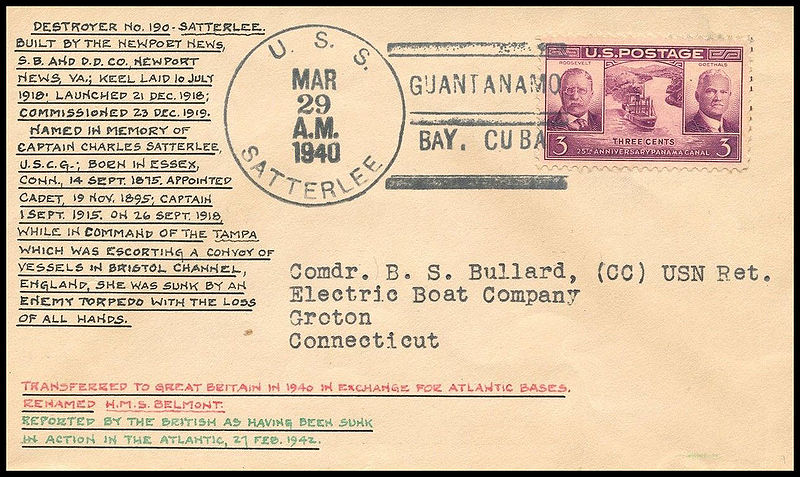 DESTROYER NO. 190 - SATTERLEE.
BUILT BY THE NEWPORT NEWS,
S.B. AND D.D. CO. NEWPORT
NEWS, VA.; KEEL LAID 10 JULY
1918; LAUNCHED 21 DEC. 1918;
COMMISSIONED 23 DEC. 1919.
NAMED IN MEMORY OF
CAPTAIN CHARLES SATTERLEE,
U.S.C.G.; BORN IN ESSEX,
CONN., 14 SEPT. 1875. APPOINTED
CADET, 19 NOV. 1895; CAPTAIN
1 SEPT. 1915. ON 26 SEPT. 1918,
WHILE IN COMMAND OF THE TAMPA
WHICH WAS ESCORTING A CONVOY OF
VESSELS IN BRISTOL CHANNEL,
ENGLAND, SHE WAS SUNK BY AN
ENEMY TORPEDO WITH THE LOSS
OF ALL HANDS.
U. S. S.
MAR
29
A.M.
1940
SATTERLEE
GUANTANAMO
BAY, CUBA
U.S. POSTAGE
ROOSEVELT
GOETHALS
3 THREE CENTS 3
25TH ANNIVERSARY PANAMA CANAL
Comdr. B. S. Bullard, (CC) USN Ret.
Electric Boat Company
Groton
Connecticut
TRANSFERRED TO GREAT BRITAIN IN 1940 IN EXCHANGE FOR ATLANTIC BASES.
RENAMED H.M.S. BELMONT.
REPORTED BY THE BRITISH AS HAVING BEEN SUNK
IN ACTION IN THE ATLANTIC, 27 FEB. 1942.